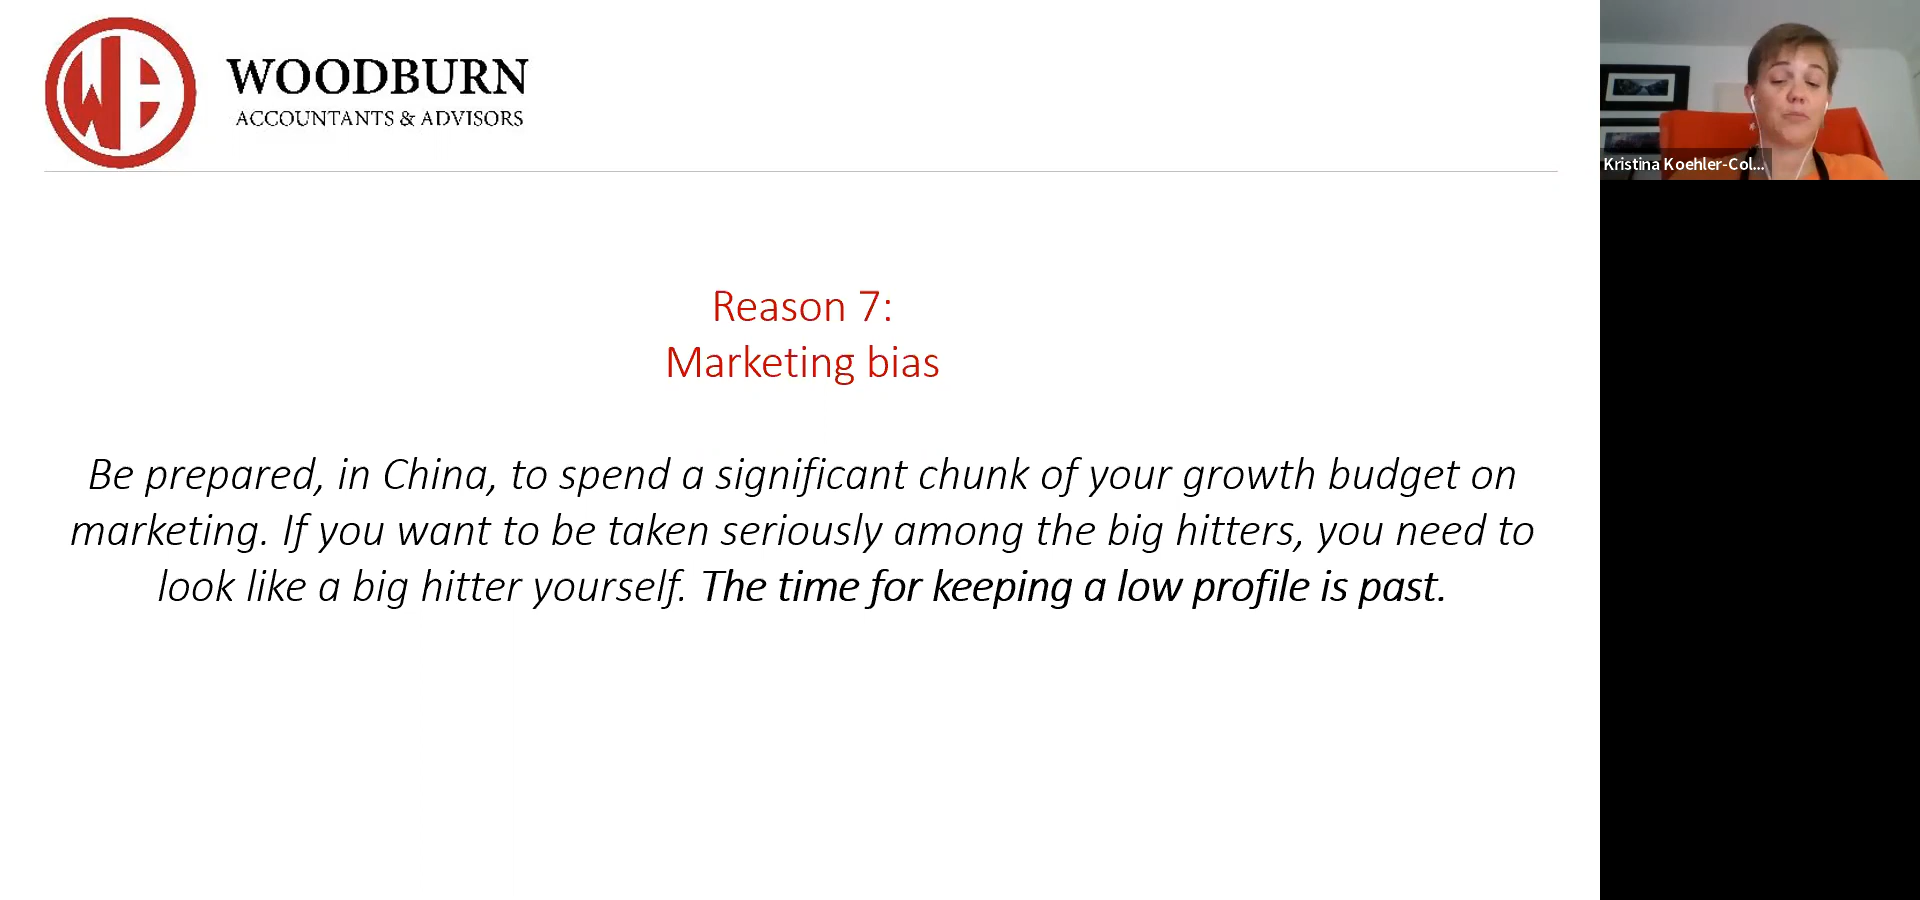 WOODBURN
ACCOUNTANTS & ADVISORS
Kristina Koehler-Col...
Reason 7:
Marketing bias
Be prepared, in China, to spend a significant chunk of your growth budget on
marketing. If you want to be taken seriously among the big hitters, you need to
look like a big hitter yourself. The time for keeping a low profile is past.